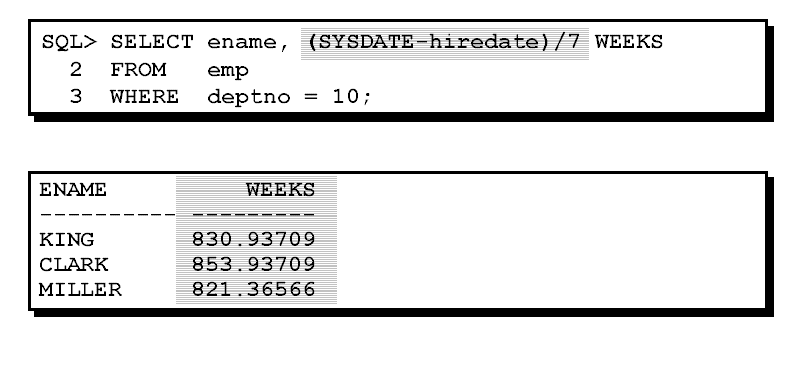 SQL> SELECT ename, (SYSDATE-hiredate)/7 WEEKS
2 FROM emp
3 WHERE deptno = 10;
ENAME WEEKS
---------- ---------
KING 830.93709
CLARK 853.93709
MILLER 821.36566